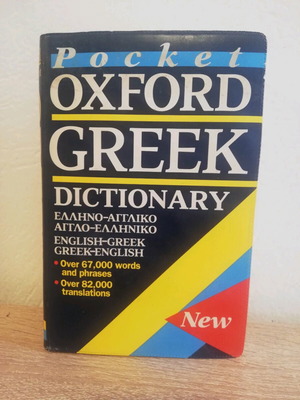 Pocket
OXFORD
GREEK
DICTIONARY
ΕΛΛΗΝΟ-ΑΓΓΛΙΚΟ
ΑΓΓΛΟ-ΕΛΛΗΝΙΚΟ
ENGLISH-GREEK
GREEK-ENGLISH
• Over 67,000 words
and phrases
• Over 82,000
translations
New